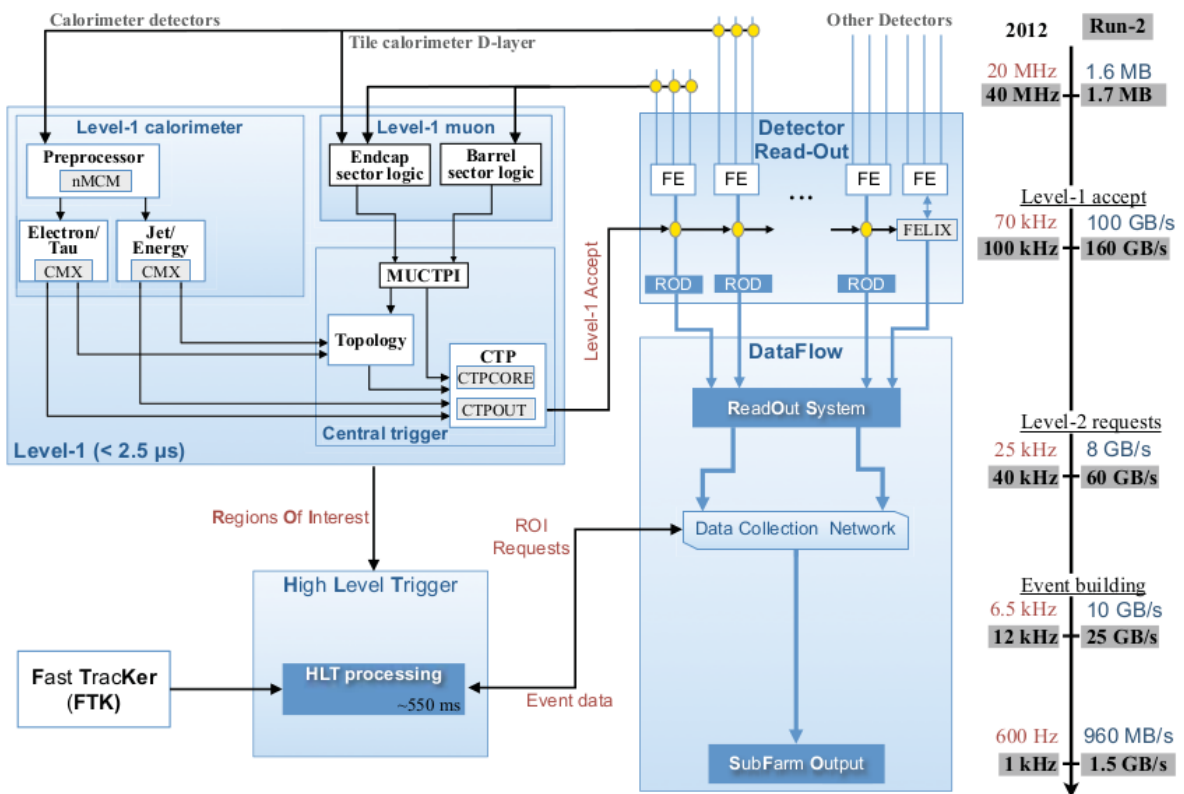 Calorimeter detectors
Tile calorimeter D-layer
Other Detectors
2012
Run-2
20 MHz
1.6 MB
40 MHz
1.7 MB
Level-1 calorimeter
Preprocessor
nMCM
Electron/
Tau
CMX
Jet/
Energy
CMX
Level-1 muon
Endcap
sector logic
Barrel
sector logic
MUCTPI
Topology
CTP
CTPCORE
CTPOUT
Central trigger
Level-1 (< 2.5 µs)
Level-1 Accept
Detector
Read-Out
FE
FE
FE
FE
...
FELIX
ROD
ROD
ROD
Level-1 accept
70 kHz
100 GB/s
100 kHz
160 GB/s
DataFlow
ReadOut System
Level-2 requests
25 kHz
8 GB/s
40 kHz
60 GB/s
Data Collection Network
Regions Of Interest
ROI
Requests
High Level Trigger
HLT processing
~550 ms
Event data
Fast TracKer
(FTK)
Event building
6.5 kHz
10 GB/s
12 kHz
25 GB/s
SubFarm Output
600 Hz
960 MB/s
1 kHz
1.5 GB/s